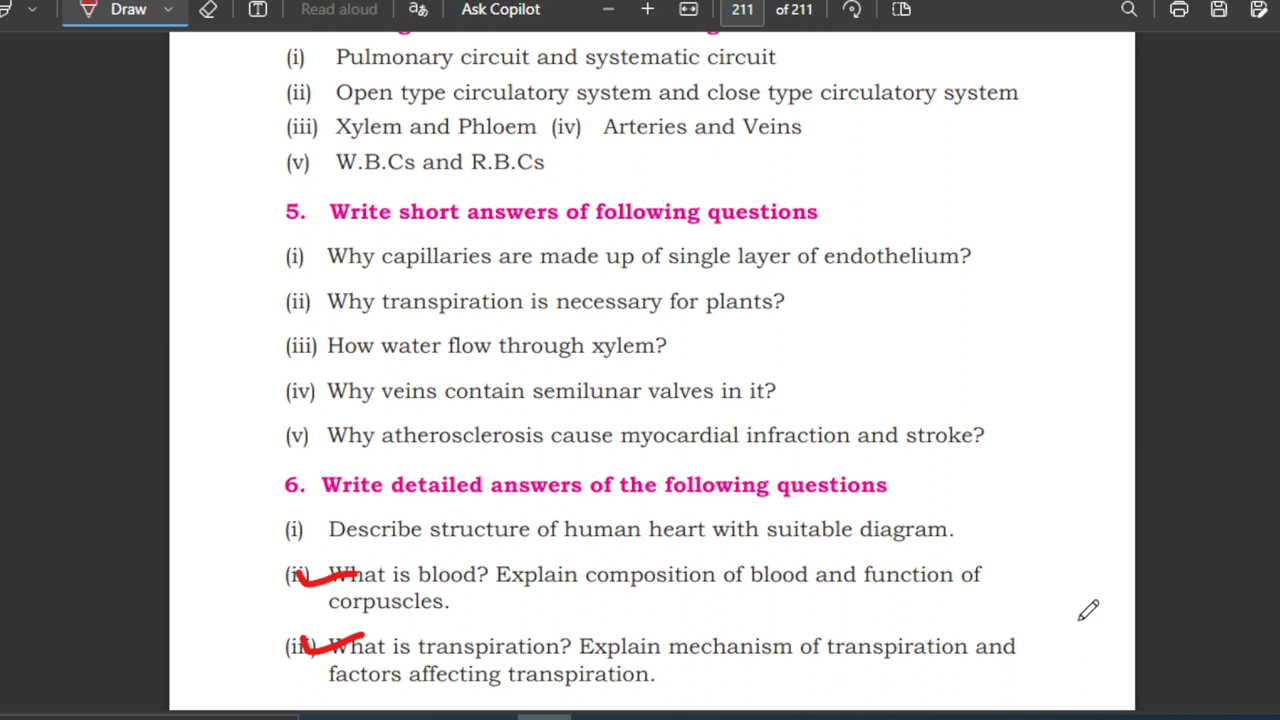 Draw
Read aloud
aあ
Ask Copilot
211
of 211
(i) Pulmonary circuit and systematic circuit
(ii) Open type circulatory system and close type circulatory system
(iii) Xylem and Phloem (iv) Arteries and Veins
(v) W.B.Cs and R.B.Cs
5. Write short answers of following questions
(i) Why capillaries are made up of single layer of endothelium?
(ii) Why transpiration is necessary for plants?
(iii) How water flow through xylem?
(iv) Why veins contain semilunar valves in it?
(v) Why atherosclerosis cause myocardial infraction and stroke?
6. Write detailed answers of the following questions
(i) Describe structure of human heart with suitable diagram.
(ii) What is blood? Explain composition of blood and function of
corpuscles.
(iii) What is transpiration? Explain mechanism of transpiration and
factors affecting transpiration.